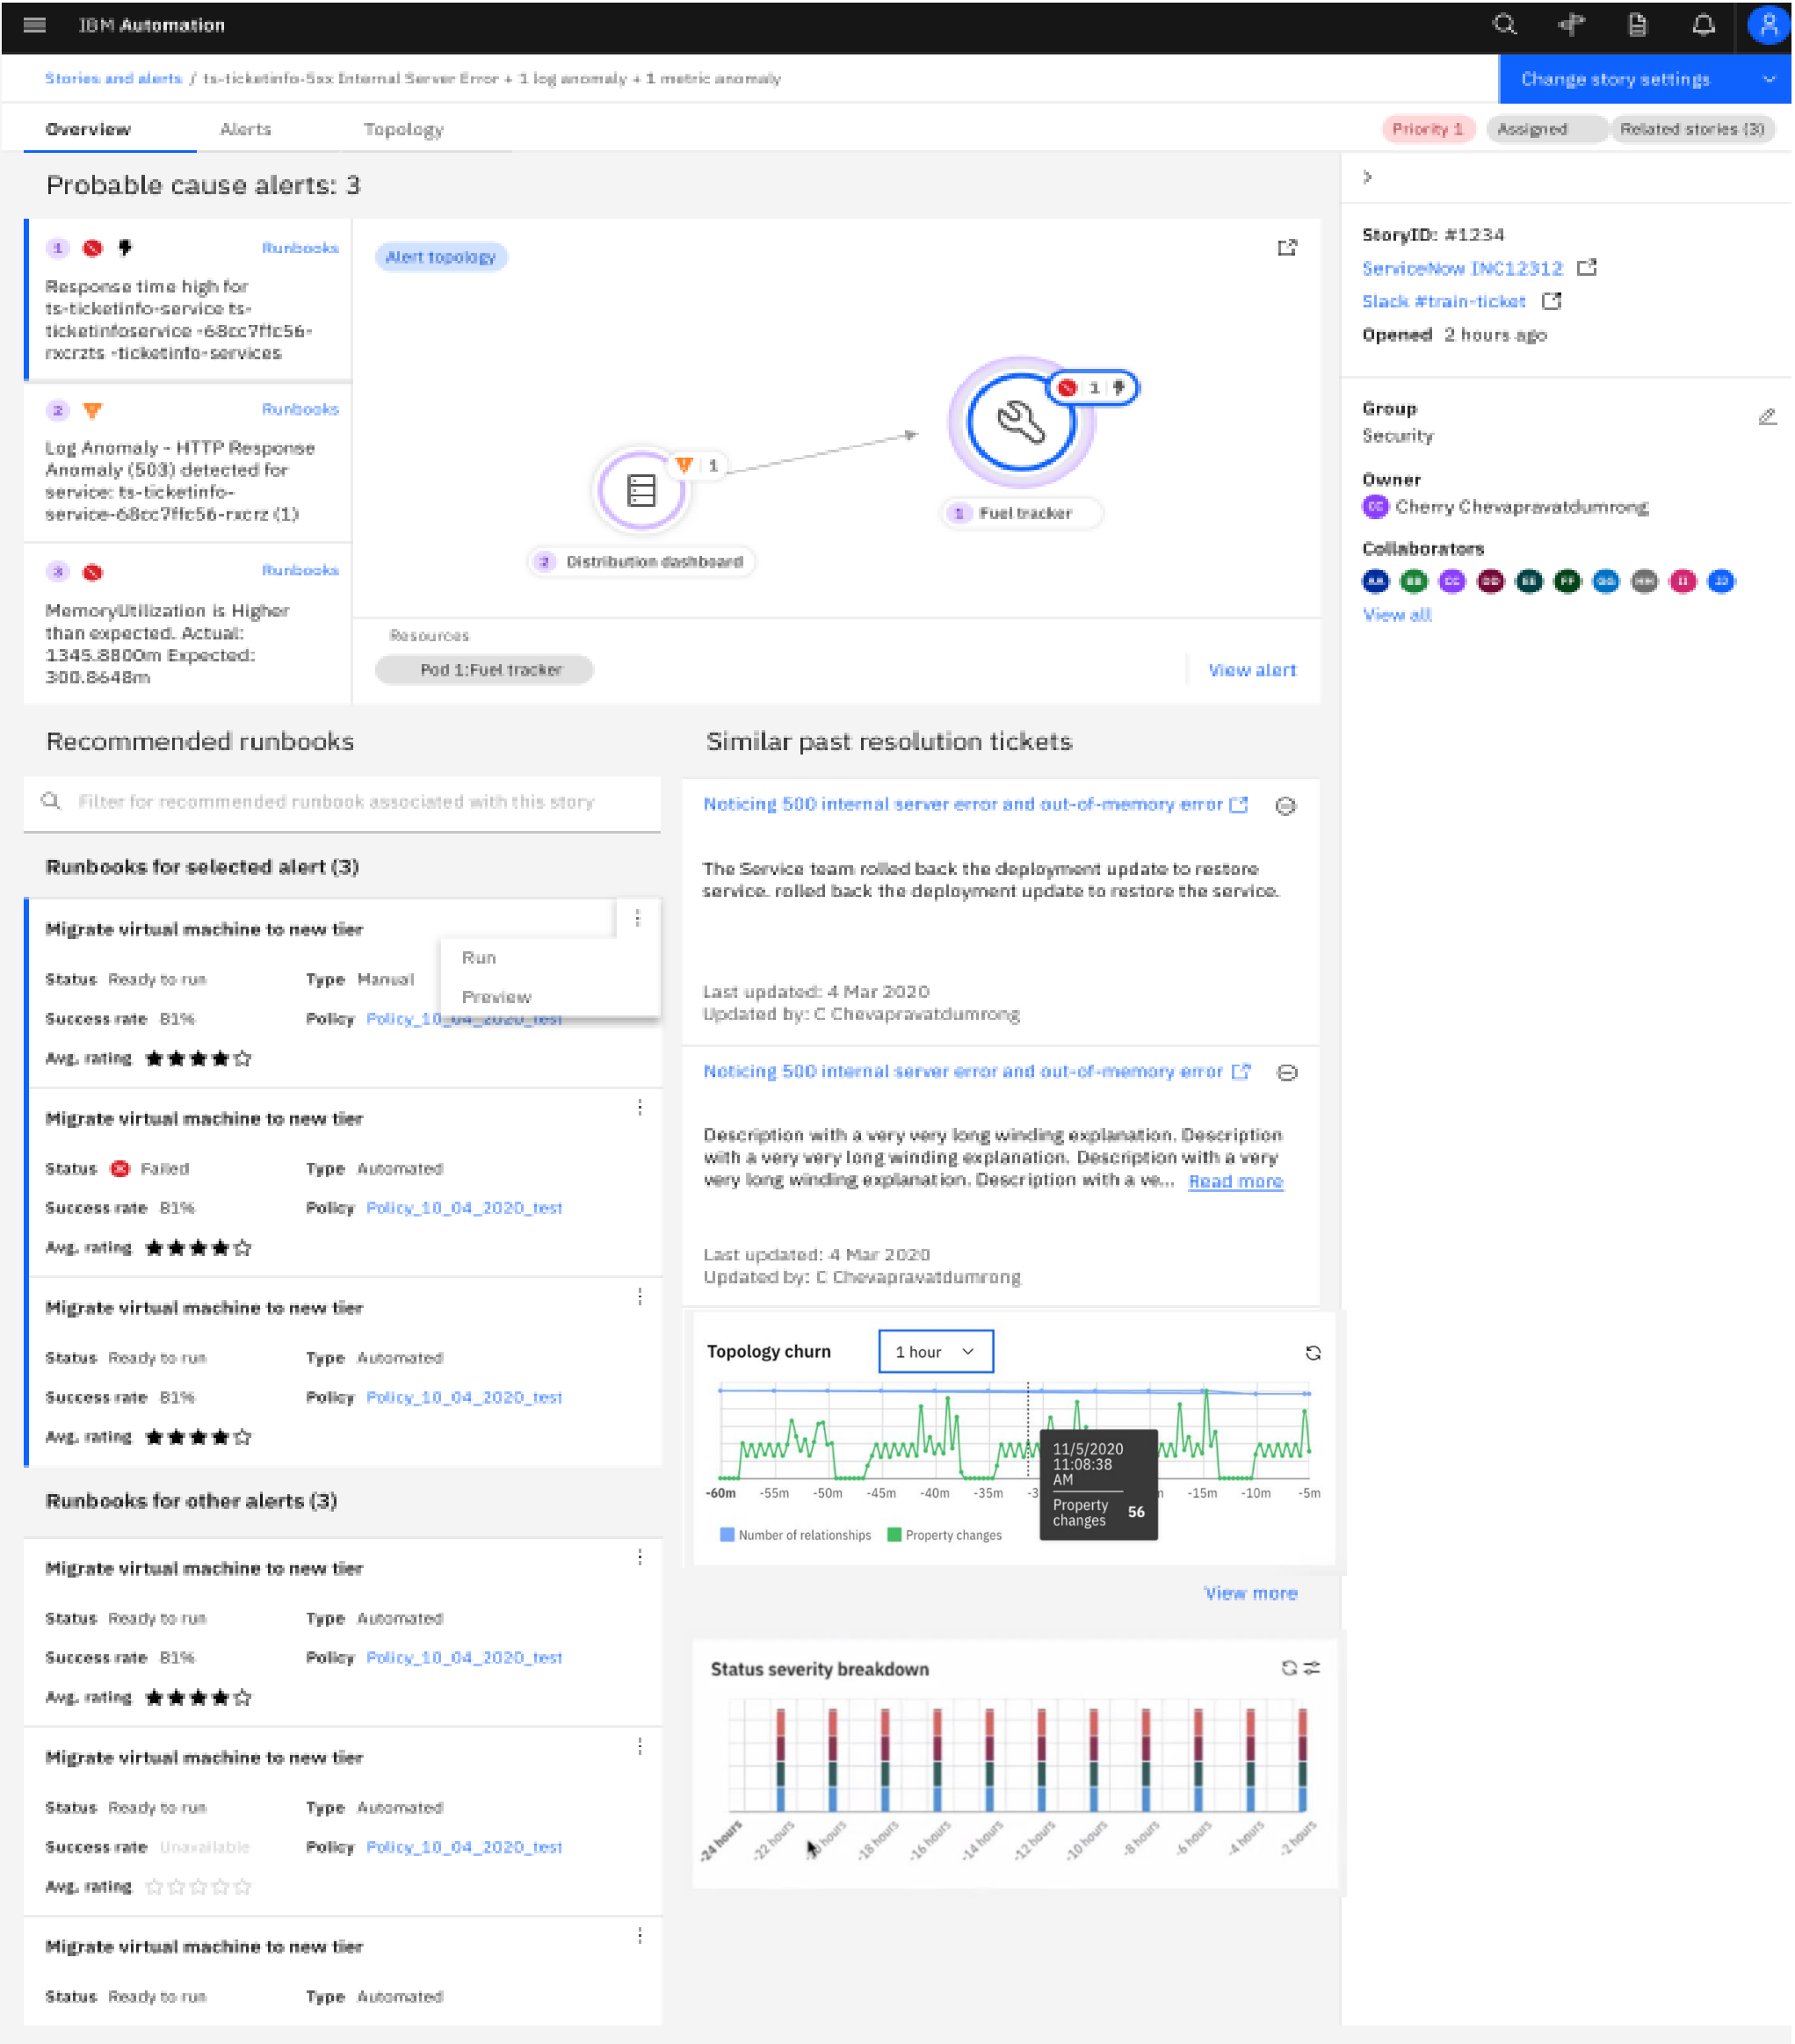 IBM Automation
Stories and alerts / ts-ticketinfo-5xx Internal Server Error + 1 log anomaly + 1 metric anomaly
Change story settings
Overview
Alerts
Topology
Priority 1
Assigned
Related stories (3)
Probable cause alerts: 3
1
Runbooks
Response time high for
ts-ticketinfo-service ts-
ticketinfoservice -68cc7ffc56-
rxcrzts -ticketinfo-services
2
Runbooks
Log Anomaly - HTTP Response
Anomaly (503) detected for
service: ts-ticketinfo-
service-68cc7ffc56-rxcrz (1)
3
Runbooks
MemoryUtilization is Higher
than expected. Actual:
1345.8800m Expected:
300.8648m
Alert topology
1
1
1 Fuel tracker
2 Distribution dashboard
Resources
Pod 1:Fuel tracker
View alert
StoryID: #1234
ServiceNow INC12312
Slack #train-ticket
Opened 2 hours ago
Group
Security
Owner
CC Cherry Chevapravatdumrong
Collaborators
AA BB CC DD EE FF GG HH II JJ
View all
Recommended runbooks
Filter for recommended runbook associated with this story
Runbooks for selected alert (3)
Migrate virtual machine to new tier
Run
Preview
Status Ready to run
Type Manual
Success rate 81%
Policy Policy_10_04_2020_test
Avg. rating
Migrate virtual machine to new tier
Status Failed
Type Automated
Success rate 81%
Policy Policy_10_04_2020_test
Avg. rating
Migrate virtual machine to new tier
Status Ready to run
Type Automated
Success rate 81%
Policy Policy_10_04_2020_test
Avg. rating
Runbooks for other alerts (3)
Migrate virtual machine to new tier
Status Ready to run
Type Automated
Success rate 81%
Policy Policy_10_04_2020_test
Avg. rating
Migrate virtual machine to new tier
Status Ready to run
Type Automated
Success rate Unavailable
Policy Policy_10_04_2020_test
Avg. rating
Migrate virtual machine to new tier
Status Ready to run
Type Automated
Similar past resolution tickets
Noticing 500 internal server error and out-of-memory error
The Service team rolled back the deployment update to restore
service. rolled back the deployment update to restore the service.
Last updated: 4 Mar 2020
Updated by: C Chevapravatdumrong
Noticing 500 internal server error and out-of-memory error
Description with a very very long winding explanation. Description
with a very very long winding explanation. Description with a very
very long winding explanation. Description with a ve... Read more
Last updated: 4 Mar 2020
Updated by: C Chevapravatdumrong
Topology churn
1 hour
11/5/2020
11:08:38
AM
Property
changes 56
-60m -55m -50m -45m -40m -35m -15m -10m -5m
Number of relationships
Property changes
View more
Status severity breakdown
-24 hours -22 hours hours -18 hours -16 hours -14 hours -12 hours -10 hours -8 hours -6 hours -4 hours -2 hours